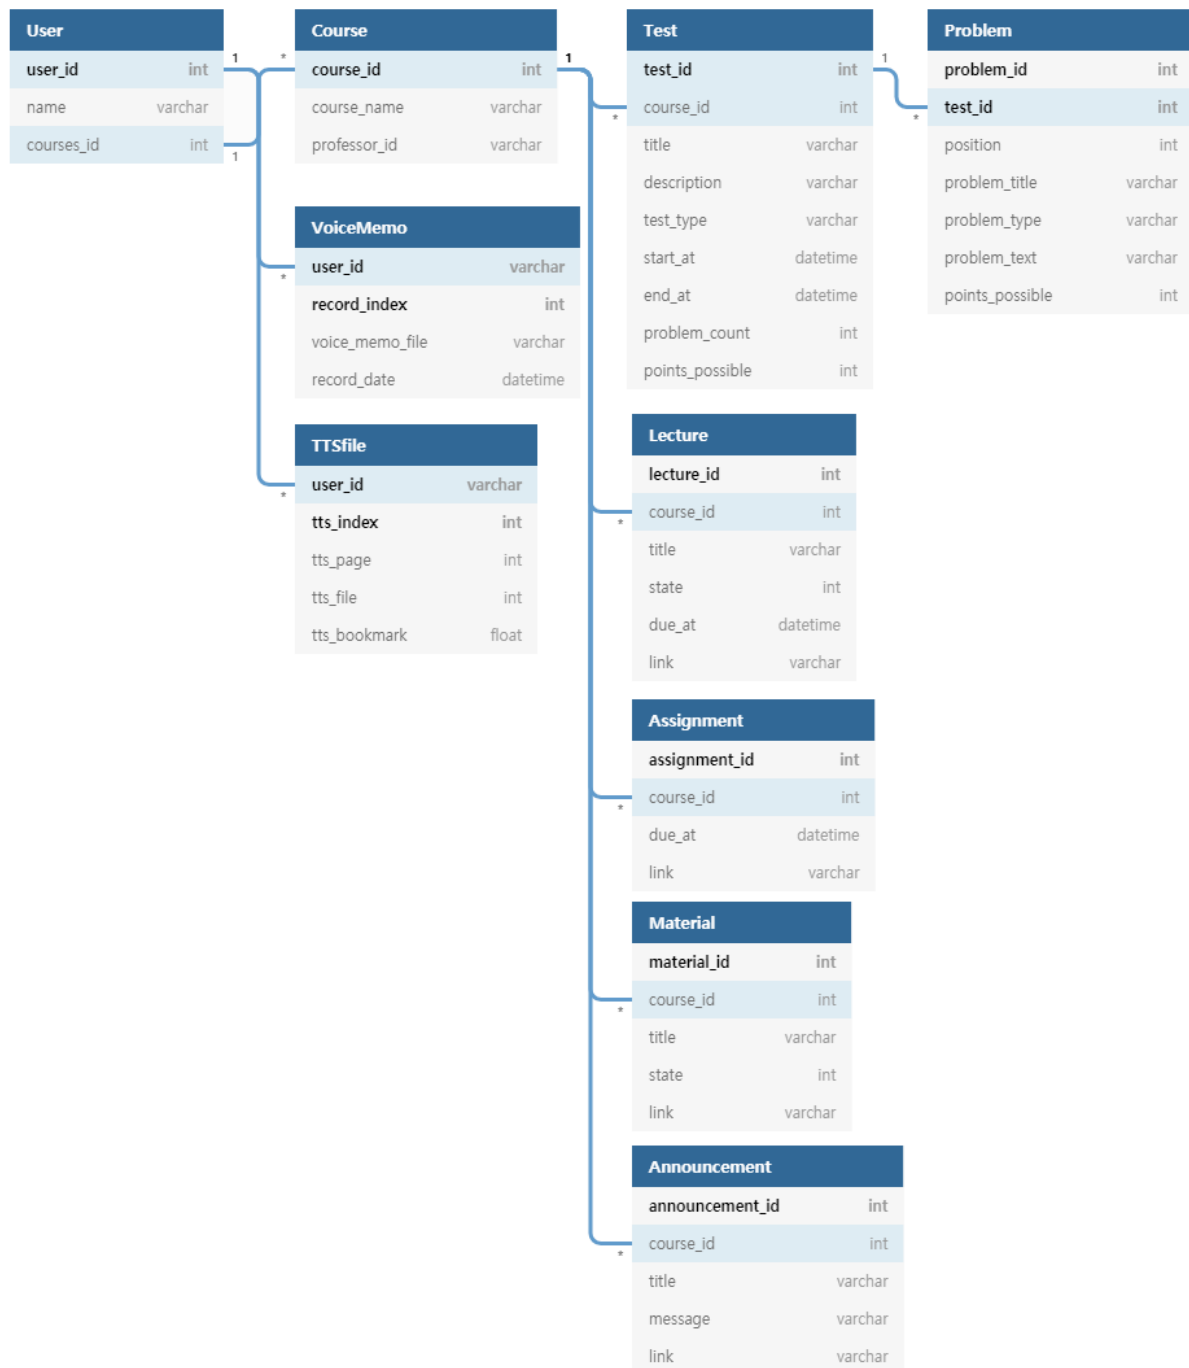 User
user_id int
name varchar
courses_id int
1
1
*
Course
course_id int
course_name varchar
professor_id varchar
1
VoiceMemo
user_id varchar
record_index int
voice_memo_file varchar
record_date datetime
*
TTSfile
user_id varchar
tts_index int
tts_page int
tts_file int
tts_bookmark float
*
Test
test_id int
course_id int
title varchar
description varchar
test_type varchar
start_at datetime
end_at datetime
problem_count int
points_possible int
*
1
Problem
problem_id int
test_id int
position int
problem_title varchar
problem_type varchar
problem_text varchar
points_possible int
*
Lecture
lecture_id int
course_id int
title varchar
state int
due_at datetime
link varchar
*
Assignment
assignment_id int
course_id int
due_at datetime
link varchar
*
Material
material_id int
course_id int
title varchar
state int
link varchar
*
Announcement
announcement_id int
course_id int
title varchar
message varchar
link varchar
*